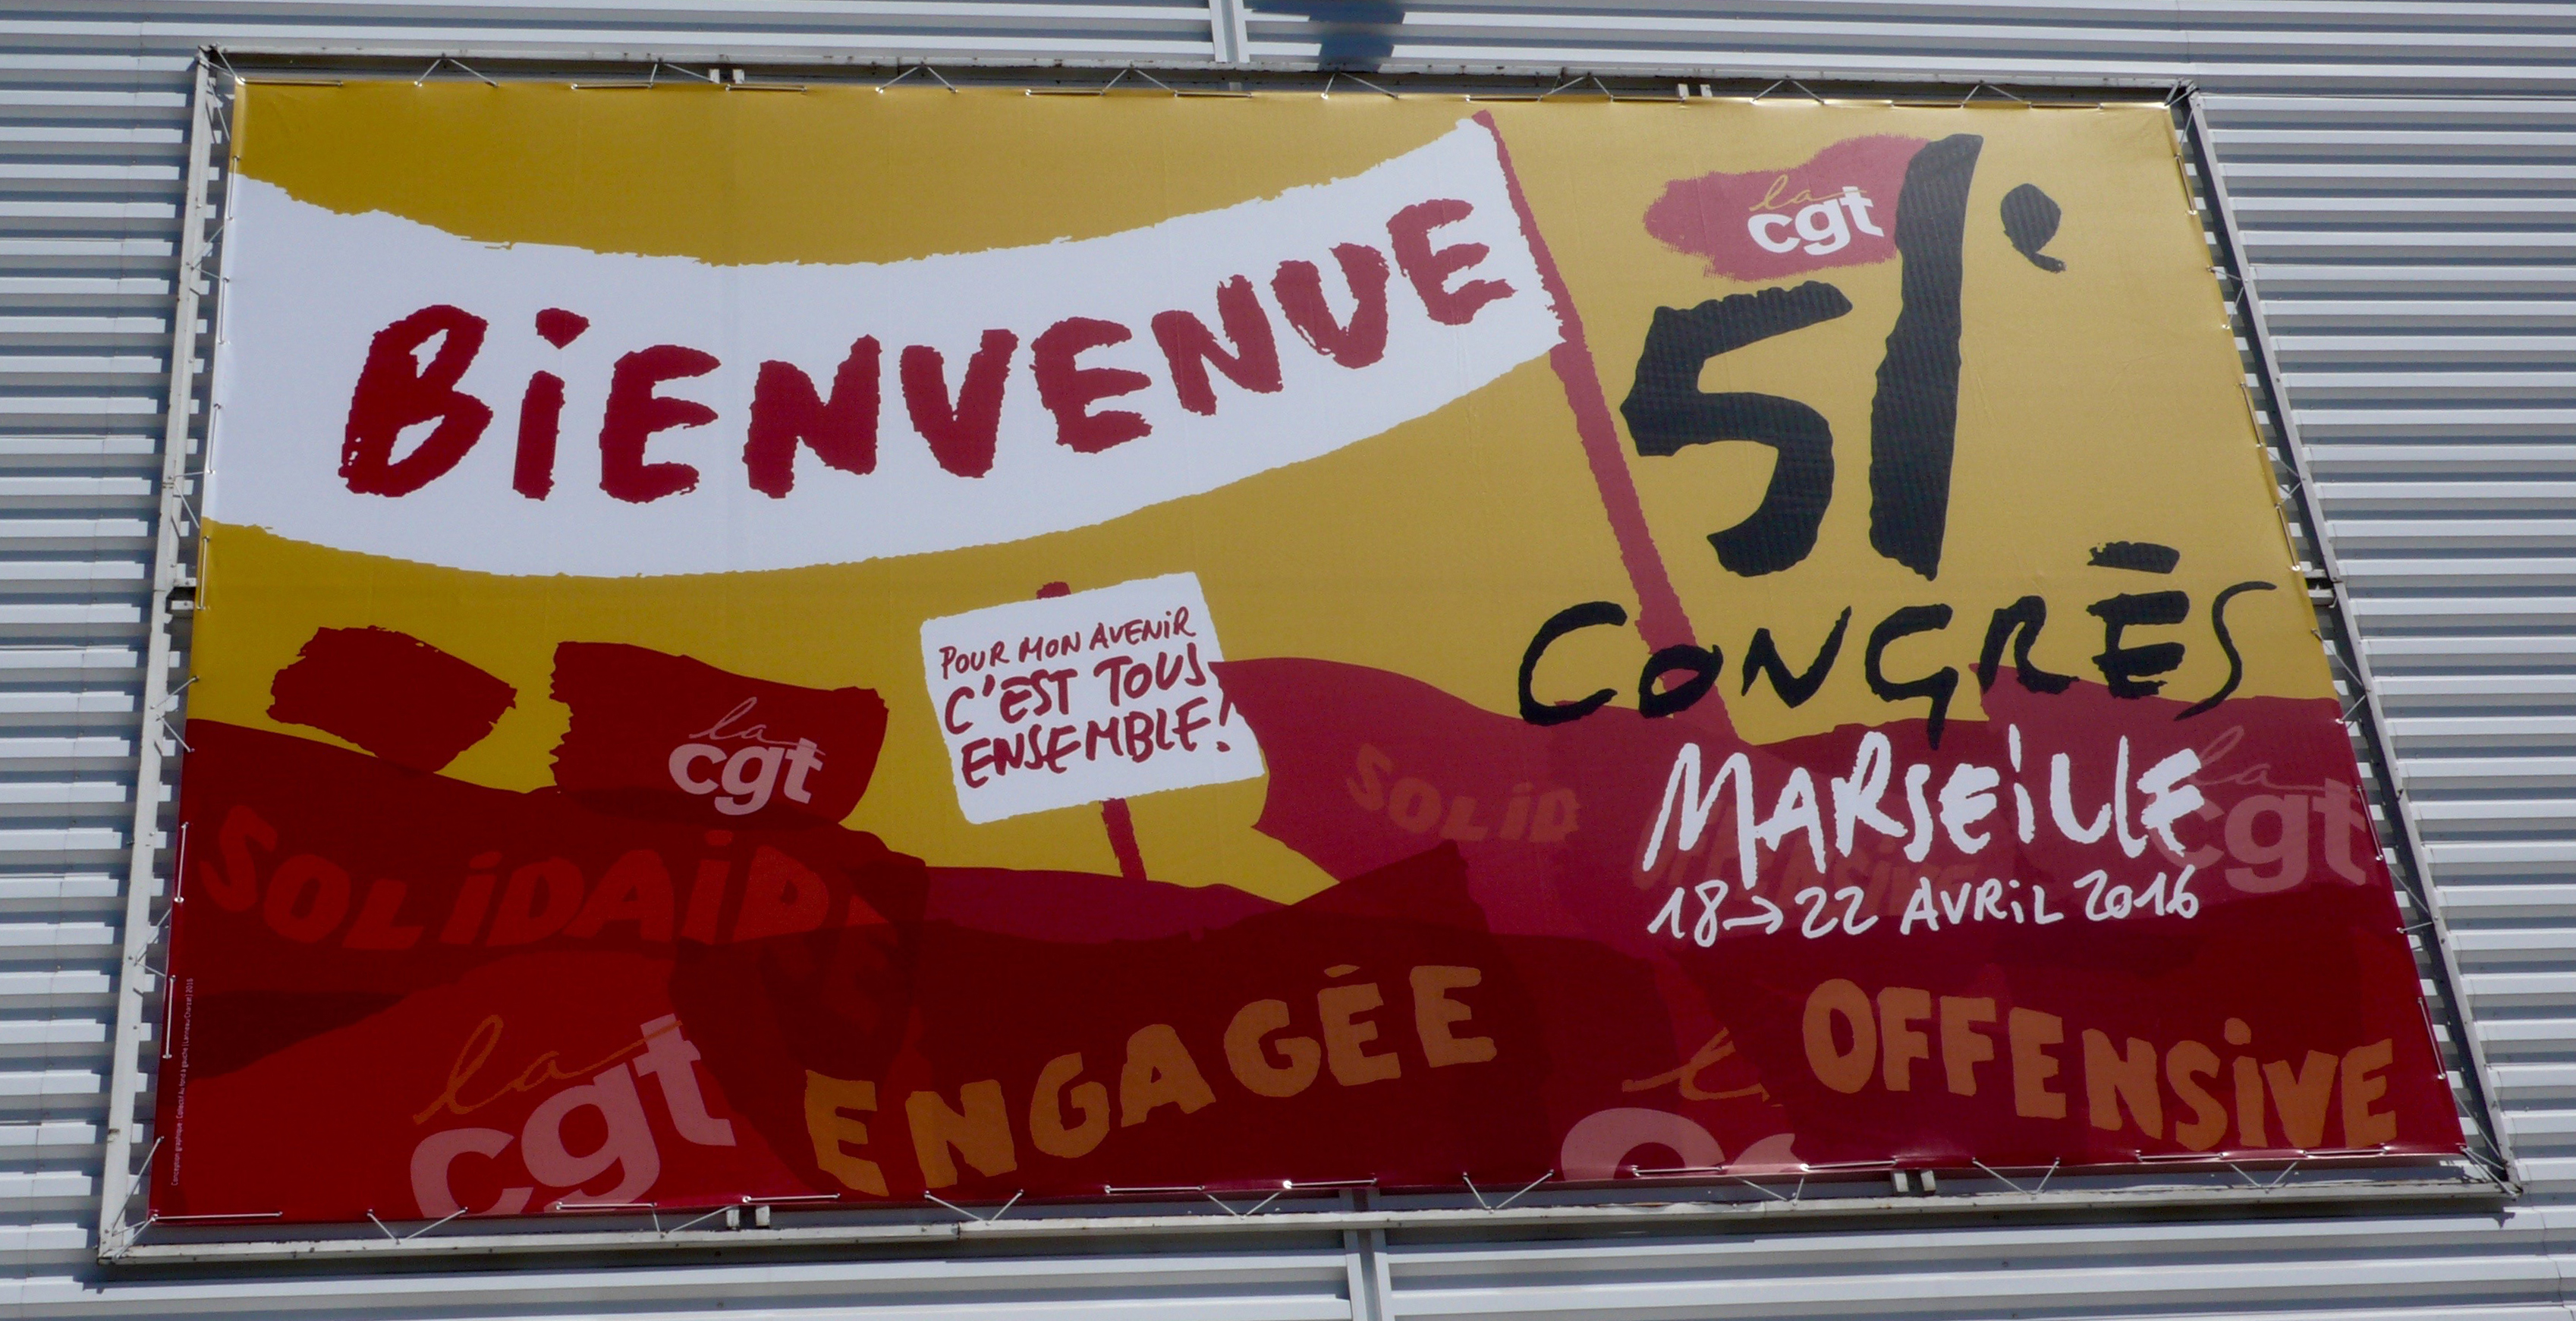 BiENVENUE
la
cgt
51e
CONGRÈS
MARSEiLLE
18→22 AVRiL 2016
POUR MON AVENiR
C'EST TOUS
ENSEMBLE!
la
cgt
SOLiDAiRE
SOLiD
OFFENSiVE
la
cgt
la
cgt
ENGAGÉE
OFFENSiVE